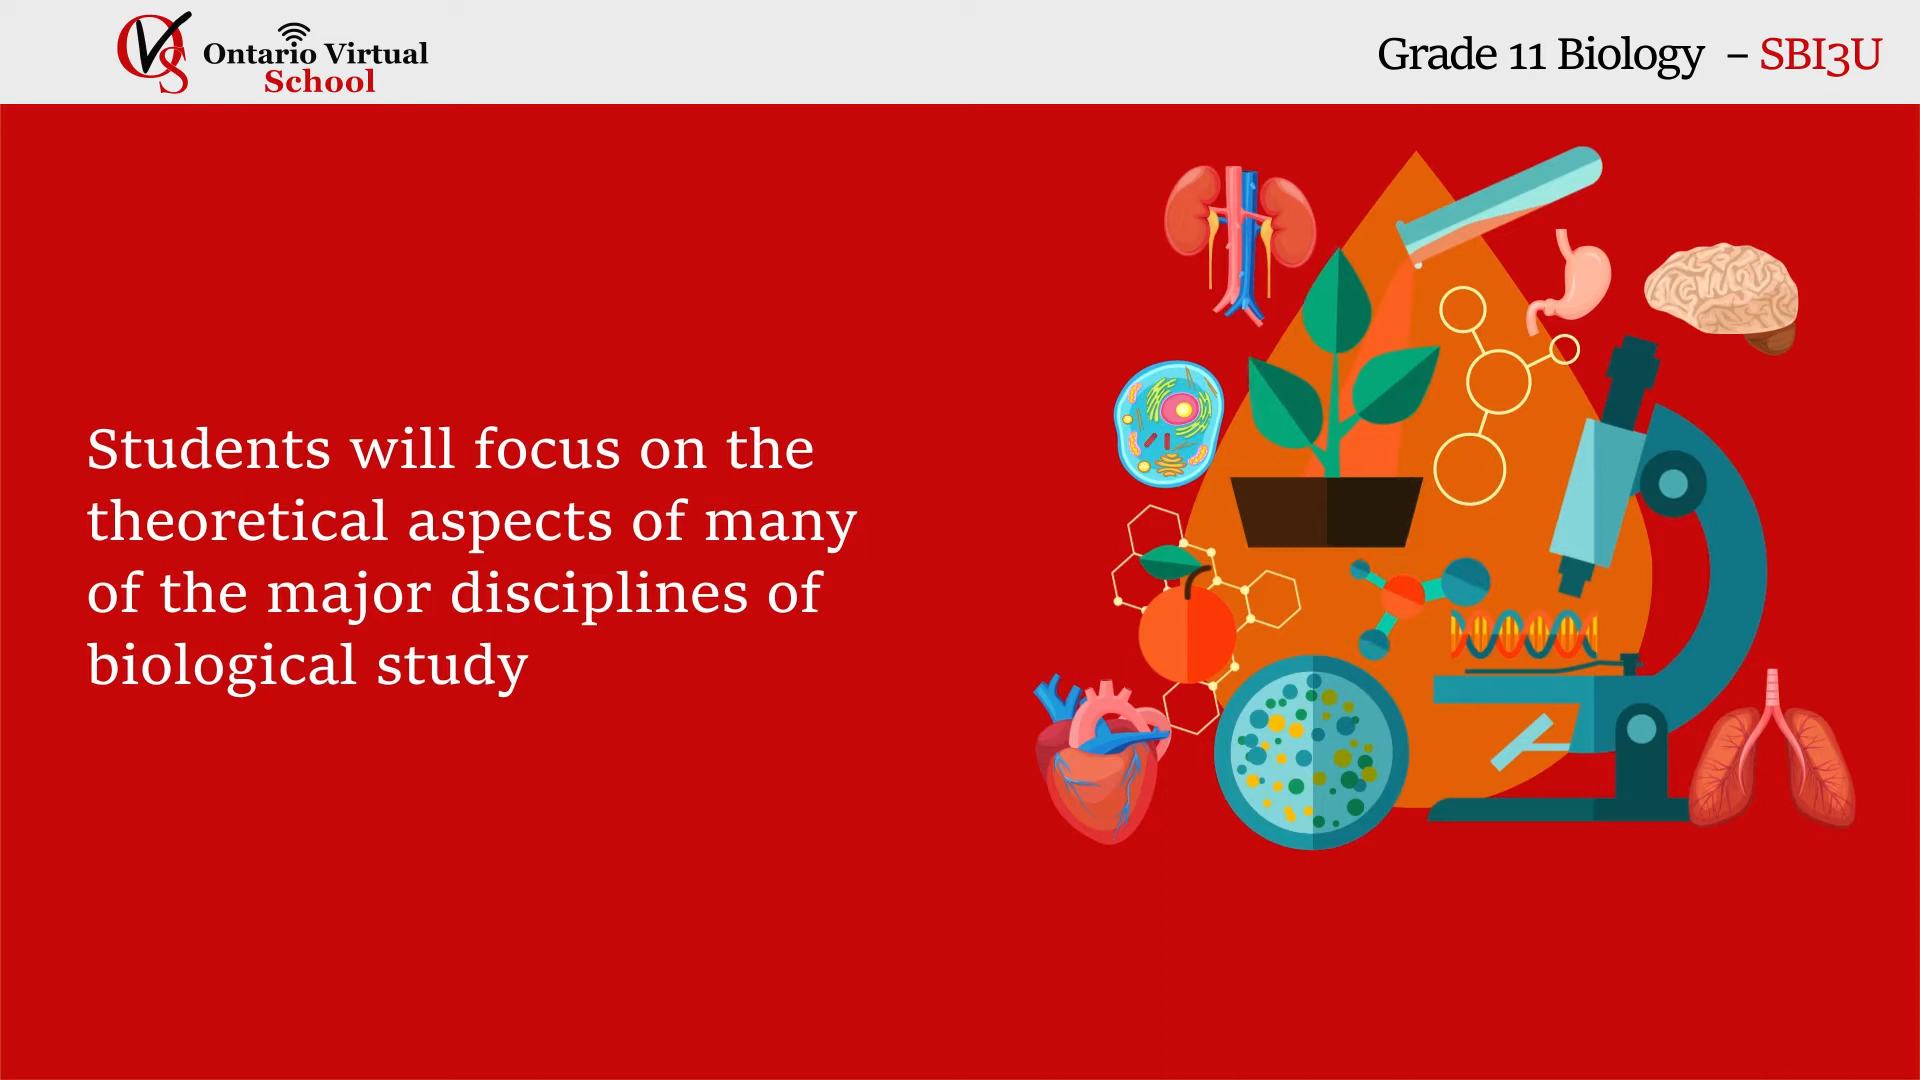 OVS
Ontario Virtual
School
Grade 11 Biology – SBI3U
Students will focus on the
theoretical aspects of many
of the major disciplines of
biological study